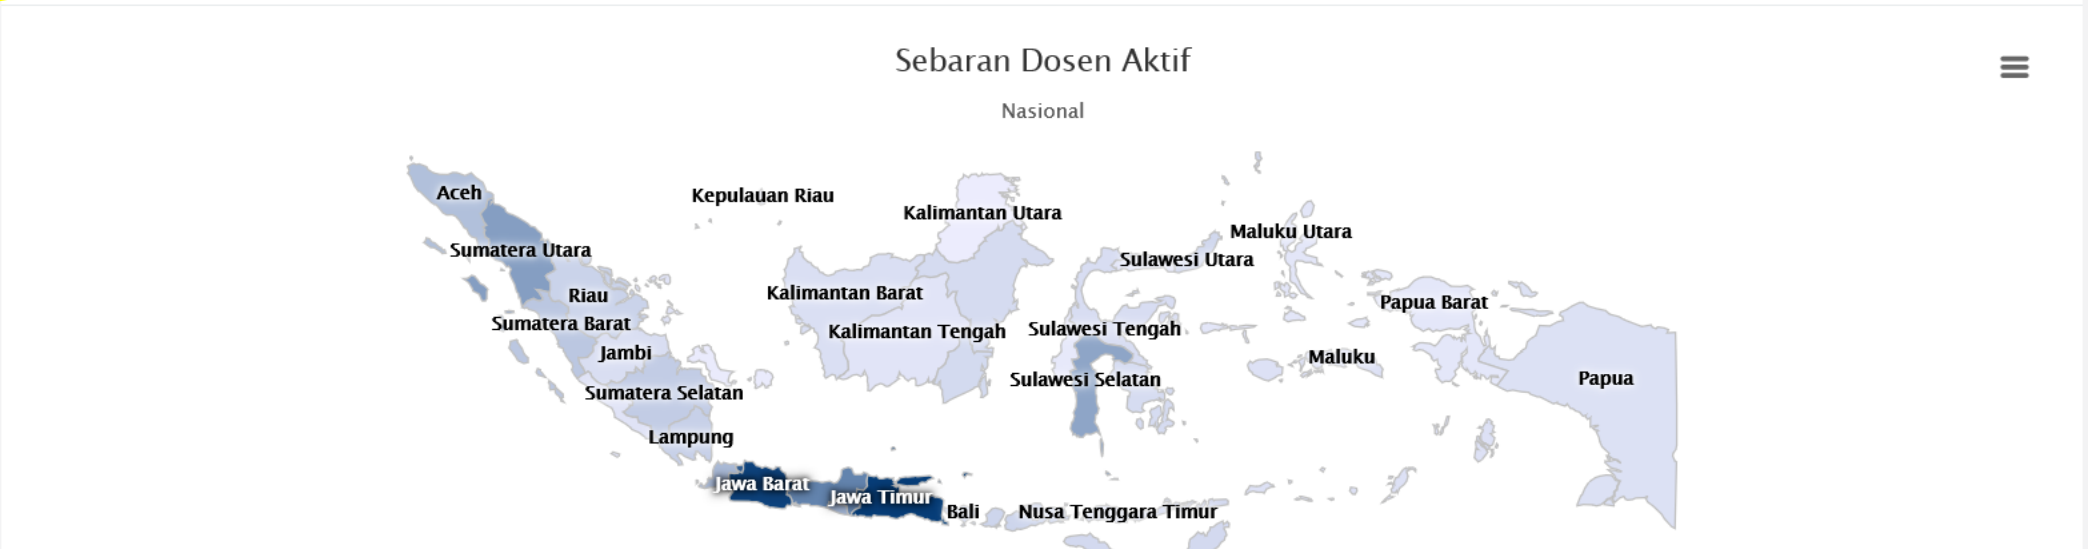 Sebaran Dosen Aktif
Nasional
Aceh
Kepulauan Riau
Kalimantan Utara
Maluku Utara
Sumatera Utara
Sulawesi Utara
Riau
Kalimantan Barat
Papua Barat
Sumatera Barat
Kalimantan Tengah
Sulawesi Tengah
Jambi
Maluku
Sulawesi Selatan
Papua
Sumatera Selatan
Lampung
Jawa Barat
Jawa Timur
Bali
Nusa Tenggara Timur